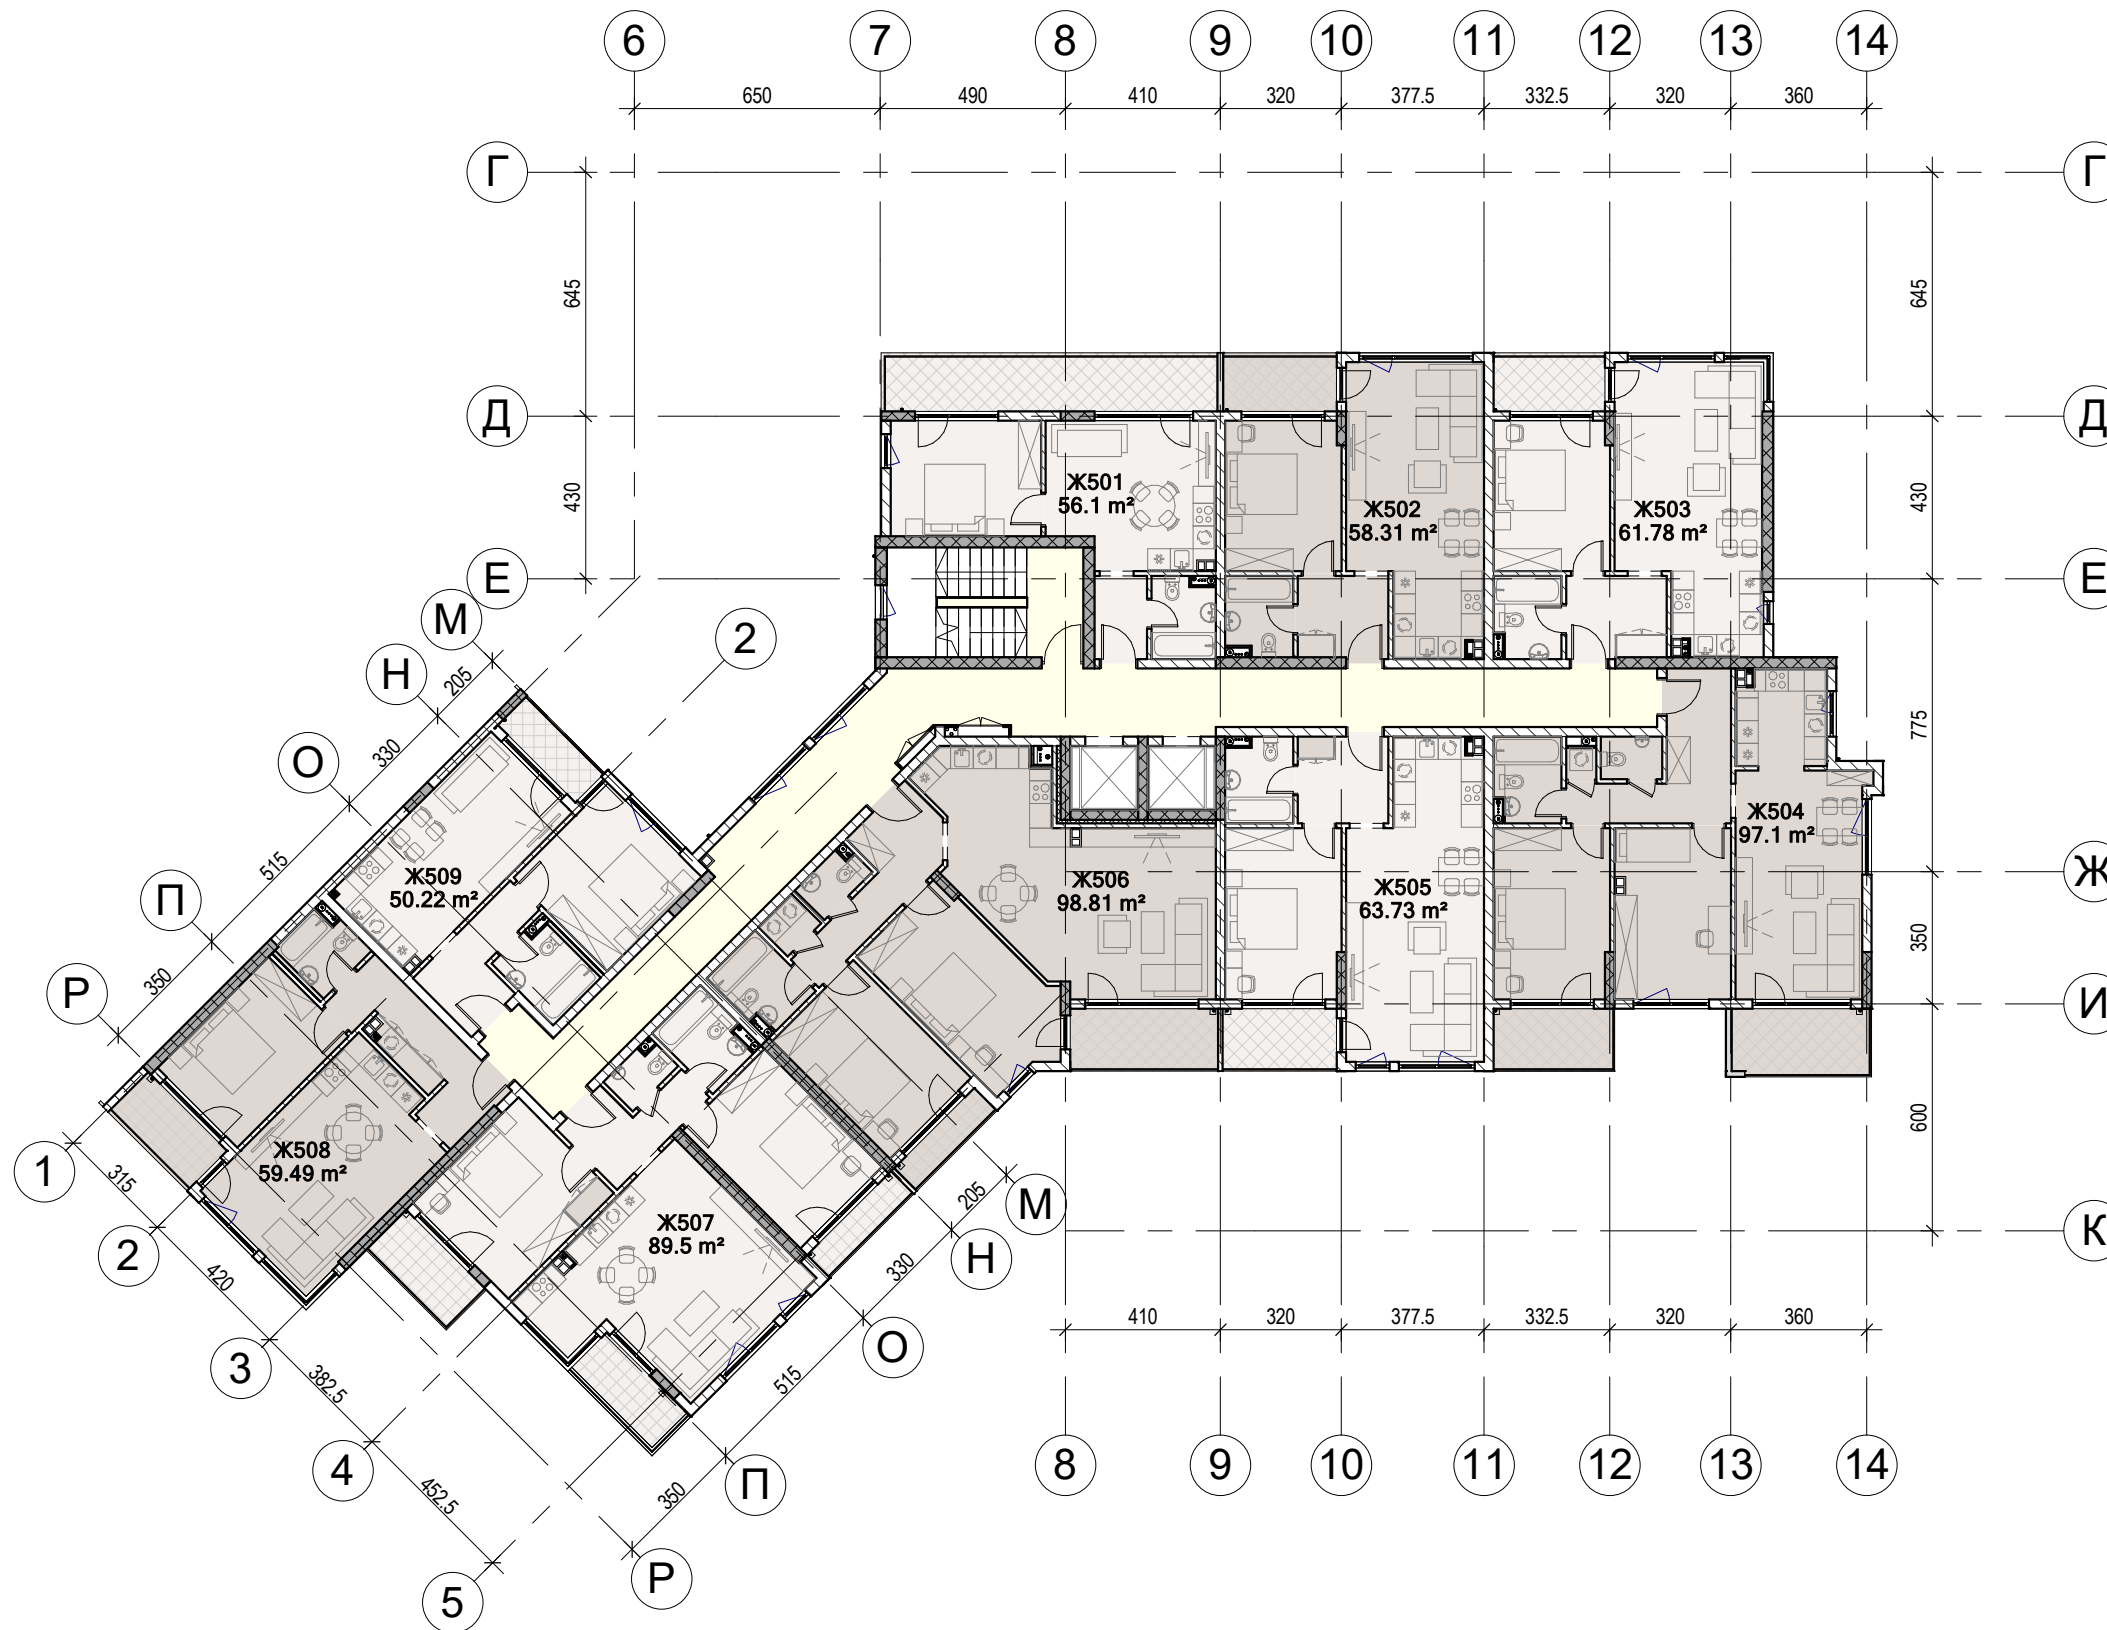 6 7 8 9 10 11 12 13 14
650 490 410 320 377.5 332.5 320 360
Г Г
645 645
Д Д
430 430
Ж501
56.1 m²
Ж502
58.31 m²
Ж503
61.78 m²
Е Е
М
2
Н
205
О
330
775
Ж504
97.1 m²
515
П
Ж509
50.22 m²
Ж506
98.81 m²
Ж505
63.73 m²
Ж
350
350
Р
И
600
1
315
Ж508
59.49 m²
М
205
2
Ж507
89.5 m²
Н
К
420
330
410 320 377.5 332.5 320 360
3
О
382.5
515
4
8 9 10 11 12 13 14
П
452.5
350
5
Р